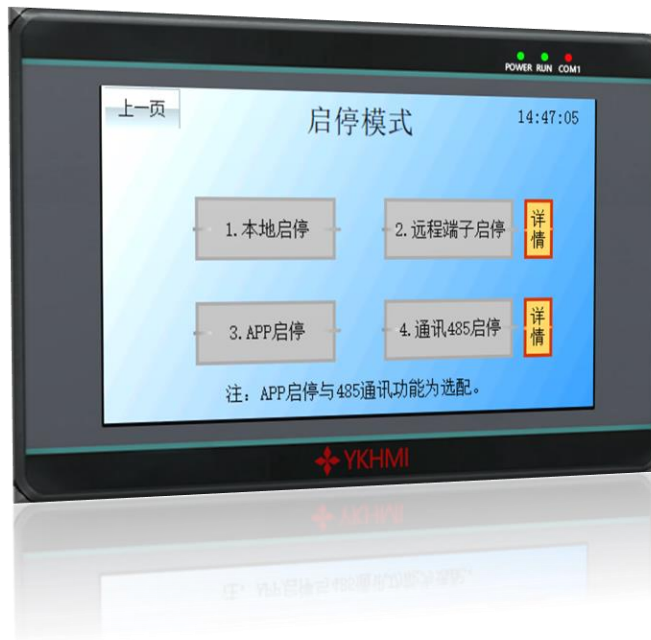 POWER RUN COM1
上一页
启停模式
14:47:05
1.本地启停
2.远程端子启停
详情
3.APP启停
4.通讯485启停
详情
注：APP启停与485通讯功能为选配。
YKHMI